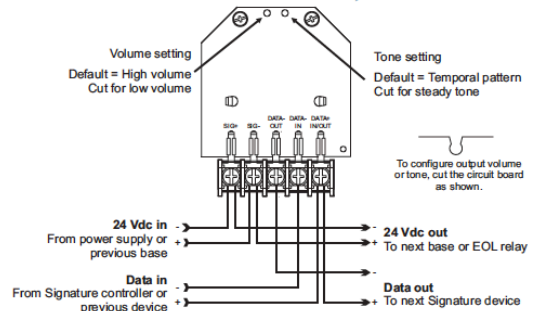 Volume setting
Default = High volume
Cut for low volume
Tone setting
Default = Temporal pattern
Cut for steady tone
SIG+
SIG-
DATA-
OUT
DATA-
IN
DATA+
IN/OUT
To configure output volume
or tone, cut the circuit board
as shown.
24 Vdc in
From power supply or
previous base
-
+
24 Vdc out
To next base or EOL relay
-
+
Data in
From Signature controller or
previous device
-
+
-
Data out
+ To next Signature device